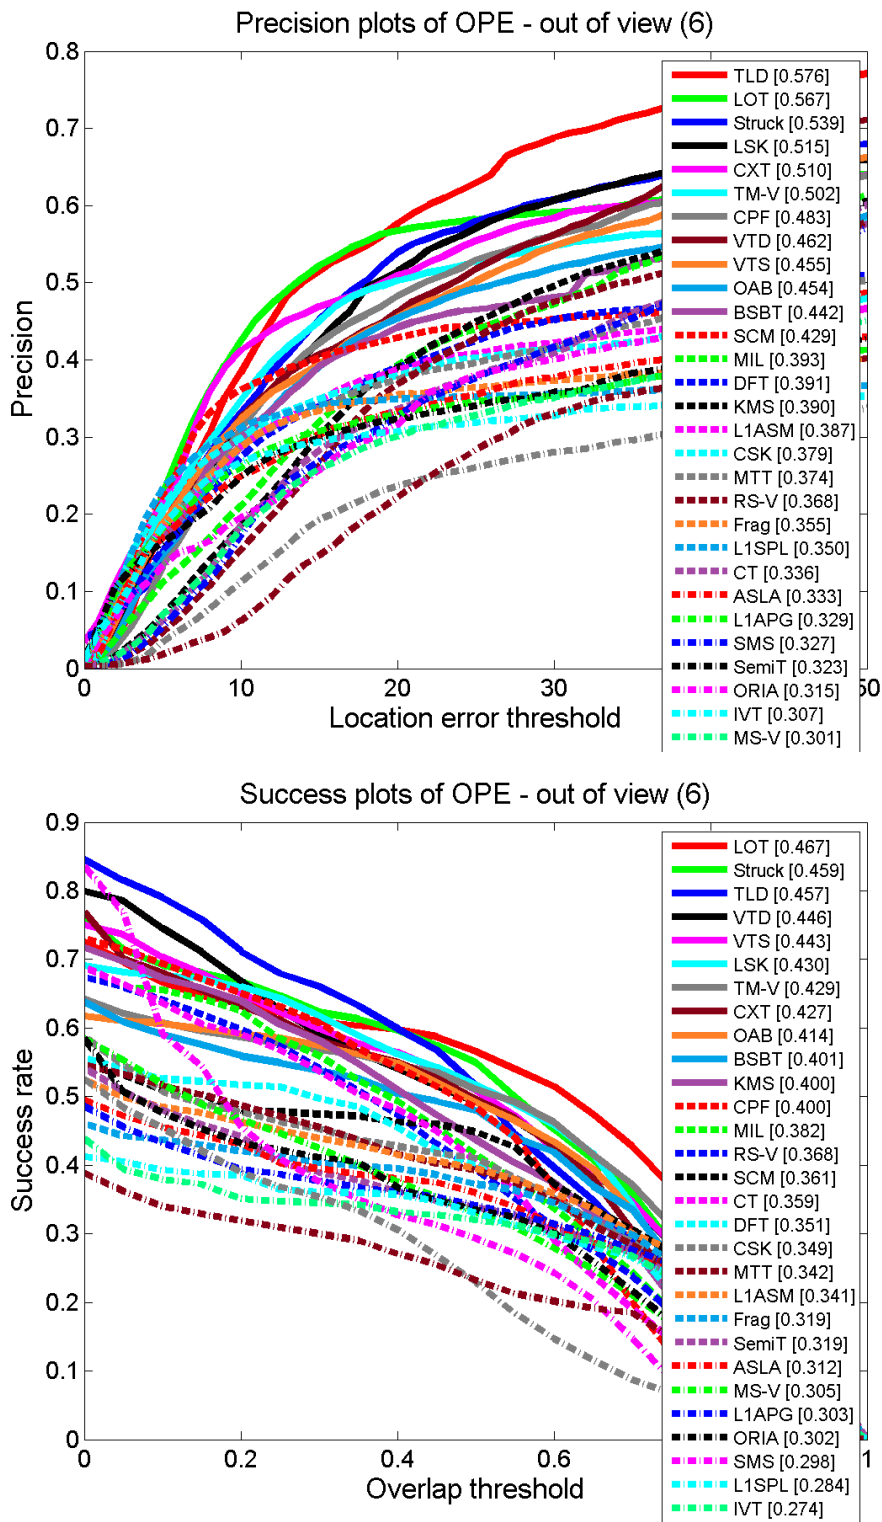 Precision plots of OPE - out of view (6)
0.8
0.7
0.6
0.5
0.4
0.3
0.2
0.1
0
Precision
TLD [0.576]
LOT [0.567]
Struck [0.539]
LSK [0.515]
CXT [0.510]
TM-V [0.502]
CPF [0.483]
VTD [0.462]
VTS [0.455]
OAB [0.454]
BSBT [0.442]
SCM [0.429]
MIL [0.393]
DFT [0.391]
KMS [0.390]
L1ASM [0.387]
CSK [0.379]
MTT [0.374]
RS-V [0.368]
Frag [0.355]
L1SPL [0.350]
CT [0.336]
ASLA [0.333]
L1APG [0.329]
SMS [0.327]
SemiT [0.323]
ORIA [0.315]
IVT [0.307]
MS-V [0.301]
0 10 20 30 50
Location error threshold
Success plots of OPE - out of view (6)
0.9
0.8
0.7
0.6
0.5
0.4
0.3
0.2
0.1
0
Success rate
LOT [0.467]
Struck [0.459]
TLD [0.457]
VTD [0.446]
VTS [0.443]
LSK [0.430]
TM-V [0.429]
CXT [0.427]
OAB [0.414]
BSBT [0.401]
KMS [0.400]
CPF [0.400]
MIL [0.382]
RS-V [0.368]
SCM [0.361]
CT [0.359]
DFT [0.351]
CSK [0.349]
MTT [0.342]
L1ASM [0.341]
Frag [0.319]
SemiT [0.319]
ASLA [0.312]
MS-V [0.305]
L1APG [0.303]
ORIA [0.302]
SMS [0.298]
L1SPL [0.284]
IVT [0.274]
0 0.2 0.4 0.6 1
Overlap threshold